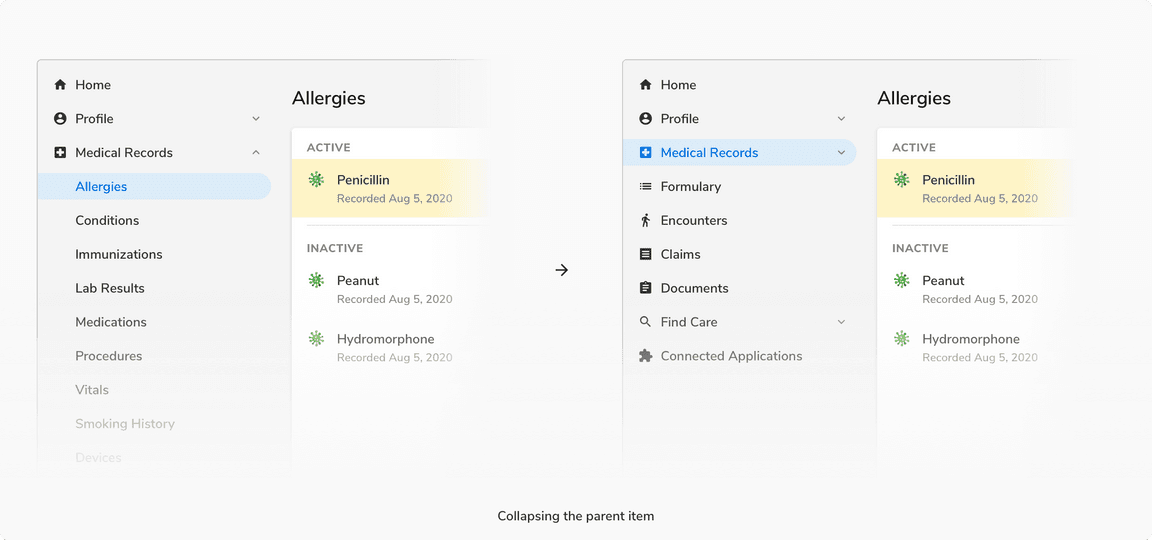 Home
Profile
Medical Records
Allergies
Conditions
Immunizations
Lab Results
Medications
Procedures
Vitals
Smoking History
Devices
Allergies
ACTIVE
Penicillin
Recorded Aug 5, 2020
INACTIVE
Peanut
Recorded Aug 5, 2020
Hydromorphone
Recorded Aug 5, 2020
Home
Profile
Medical Records
Formulary
Encounters
Claims
Documents
Find Care
Connected Applications
Allergies
ACTIVE
Penicillin
Recorded Aug 5, 2020
INACTIVE
Peanut
Recorded Aug 5, 2020
Hydromorphone
Recorded Aug 5, 2020
Collapsing the parent item